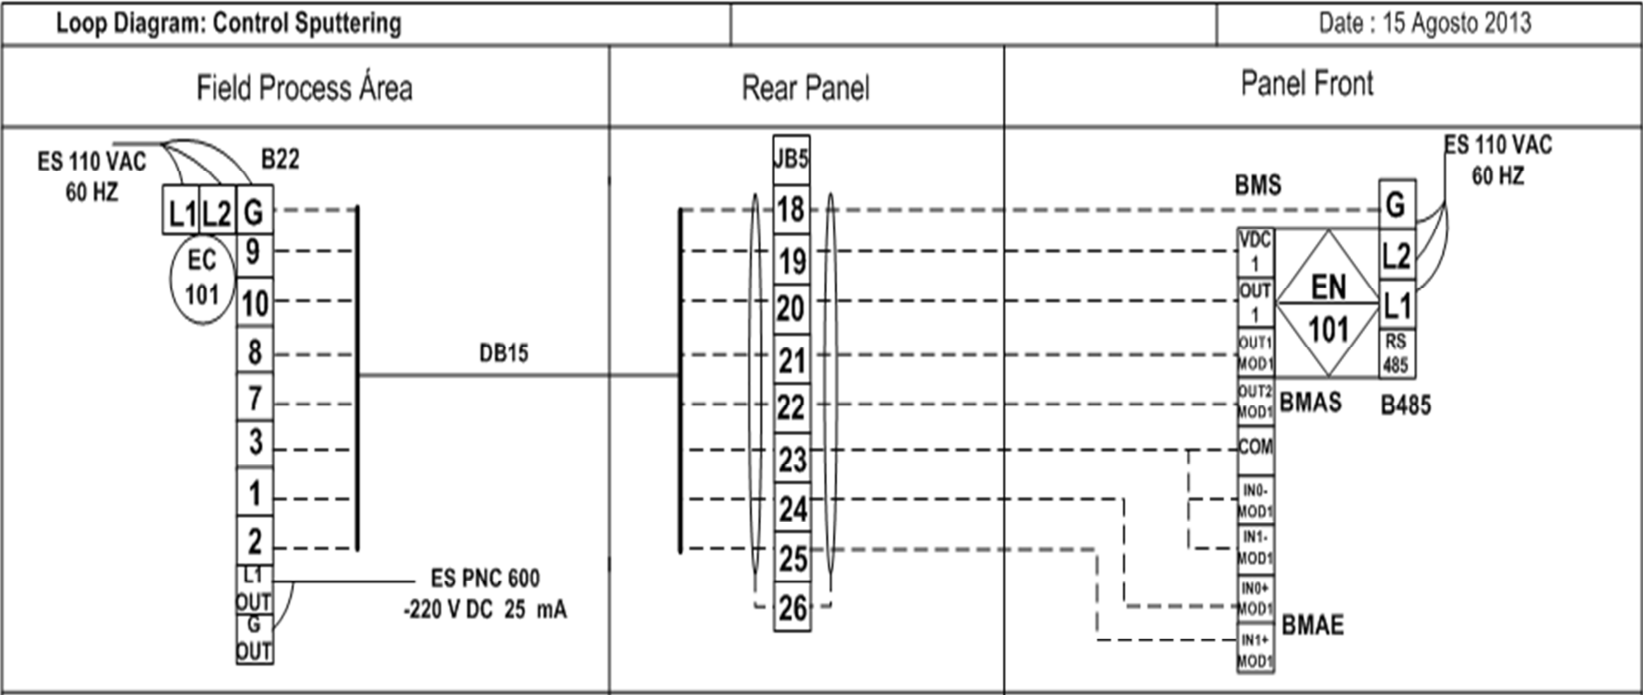 Loop Diagram: Control Sputtering
Date : 15 Agosto 2013
Field Process Área
Rear Panel
Panel Front
ES 110 VAC
60 HZ
B22
L1 L2 G
EC
101
9
10
8
7
3
1
2
L1
OUT
G
OUT
ES PNC 600
-220 V DC 25 mA
DB15
JB5
18
19
20
21
22
23
24
25
26
BMS
ES 110 VAC
60 HZ
G
L2
L1
RS
485
B485
EN
101
VDC
1
OUT
1
OUT1
MOD1
OUT2
MOD1
BMAS
COM
IN0-
MOD1
IN1-
MOD1
IN0+
MOD1
BMAE
IN1+
MOD1